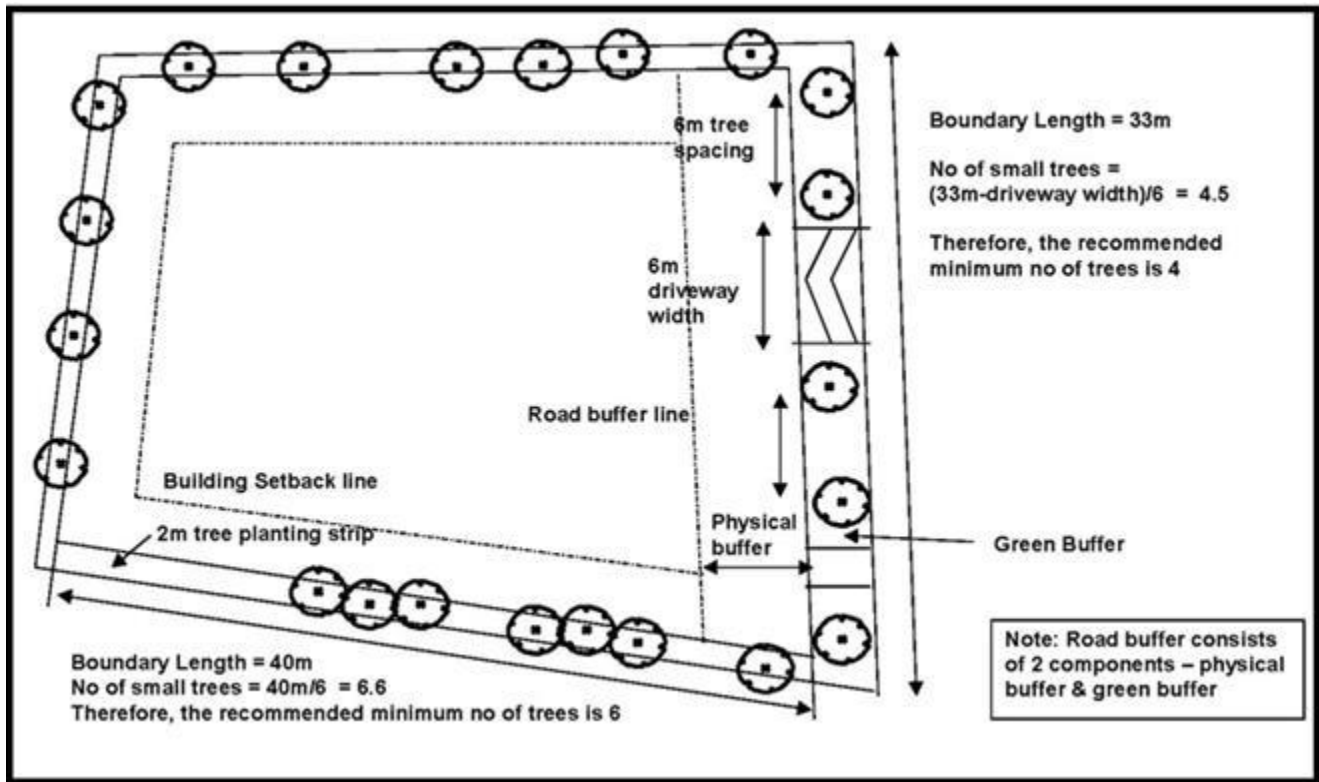 6m tree
spacing
Boundary Length = 33m
No of small trees =
(33m-driveway width)/6 = 4.5
Therefore, the recommended
minimum no of trees is 4
6m
driveway
width
Road buffer line
Building Setback line
2m tree planting strip
Physical
buffer
Green Buffer
Boundary Length = 40m
No of small trees = 40m/6 = 6.6
Therefore, the recommended minimum no of trees is 6
Note: Road buffer consists
of 2 components – physical
buffer & green buffer